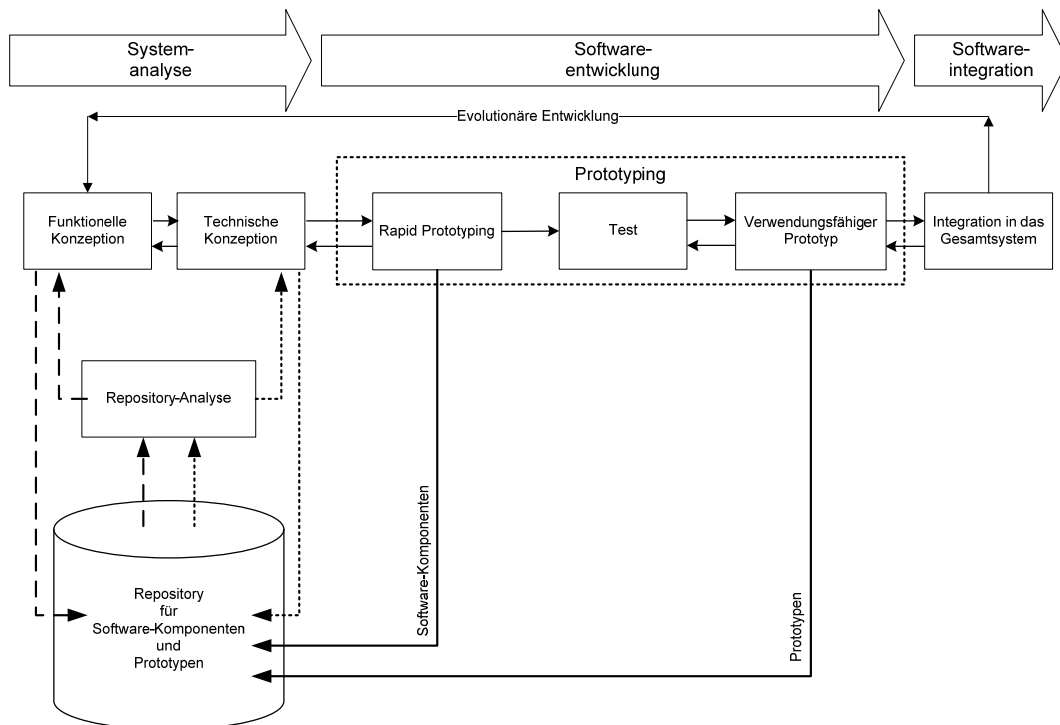 System-
analyse
Software-
entwicklung
Software-
integration
Evolutionäre Entwicklung
Prototyping
Funktionelle
Konzeption
Technische
Konzeption
Rapid Prototyping
Test
Verwendungsfähiger
Prototyp
Integration in das
Gesamtsystem
Repository-Analyse
Software-Komponenten
Prototypen
Repository
für
Software-Komponenten
und
Prototypen